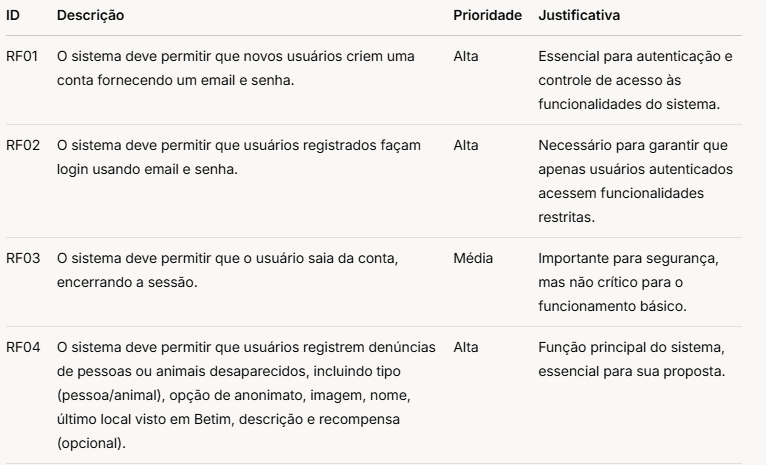 ID Descrição Prioridade Justificativa
RF01 O sistema deve permitir que novos usuários criem uma Alta Essencial para autenticação e
conta fornecendo um email e senha. controle de acesso às
funcionalidades do sistema.
RF02 O sistema deve permitir que usuários registrados façam Alta Necessário para garantir que
login usando email e senha. apenas usuários autenticados
acessem funcionalidades
restritas.
RF03 O sistema deve permitir que o usuário saia da conta, Média Importante para segurança,
encerrando a sessão. mas não crítico para o
funcionamento básico.
RF04 O sistema deve permitir que usuários registrem denúncias Alta Função principal do sistema,
de pessoas ou animais desaparecidos, incluindo tipo essencial para sua proposta.
(pessoa/animal), opção de anonimato, imagem, nome,
último local visto em Betim, descrição e recompensa
(opcional).